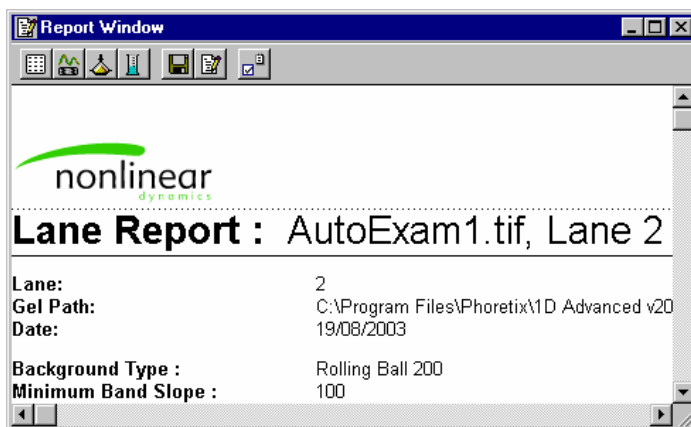 Report Window
nonlinear
dynamics
Lane Report : AutoExam1.tif, Lane 2
Lane: 2
Gel Path: C:\Program Files\Phoretix\1D Advanced v20
Date: 19/08/2003
Background Type : Rolling Ball 200
Minimum Band Slope : 100